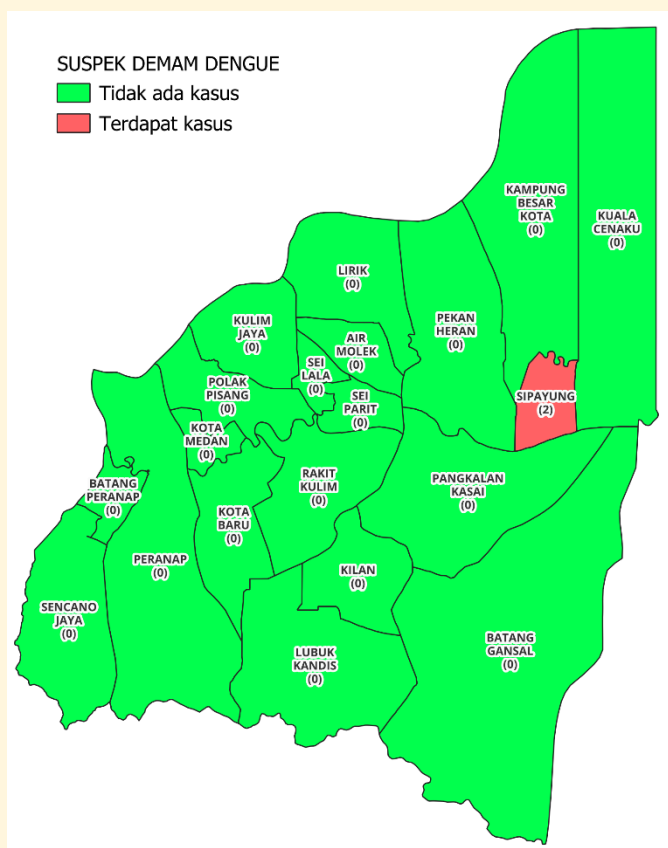 SUSPEK DEMAM DENGUE
Tidak ada kasus
Terdapat kasus
KAMPUNG
BESAR
KOTA
(0)
KUALA
CENAKU
(0)
LIRIK
(0)
PEKAN
HERAN
(0)
KULIM
JAYA
(0)
AIR
MOLEK
(0)
SEI
LALA
(0)
POLAK
PISANG
(0)
SEI
PARIT
(0)
SIPAYUNG
(2)
KOTA
MEDAN
(0)
BATANG
PERANAP
(0)
RAKIT
KULIM
(0)
PANGKALAN
KASAI
(0)
KOTA
BARU
(0)
PERANAP
(0)
KILAN
(0)
SENCANO
JAYA
(0)
LUBUK
KANDIS
(0)
BATANG
GANSAL
(0)